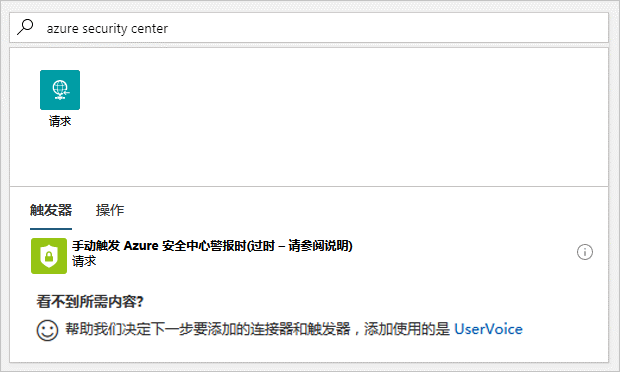 azure security center
请求
触发器 操作
手动触发 Azure 安全中心警报时(过时 – 请参阅说明)
请求
看不到所需内容?
帮助我们决定下一步要添加的连接器和触发器，添加使用的是 UserVoice